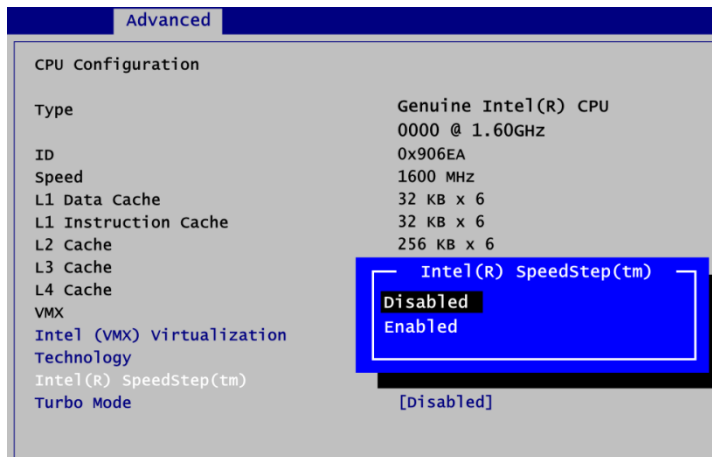 Advanced
CPU Configuration
Type Genuine Intel(R) CPU
0000 @ 1.60GHz
ID 0x906EA
Speed 1600 MHz
L1 Data Cache 32 KB x 6
L1 Instruction Cache 32 KB x 6
L2 Cache 256 KB x 6
L3 Cache
L4 Cache
VMX
Intel (VMX) Virtualization
Technology
Intel(R) SpeedStep(tm)
Turbo Mode [Disabled]
Intel(R) SpeedStep(tm)
Disabled
Enabled